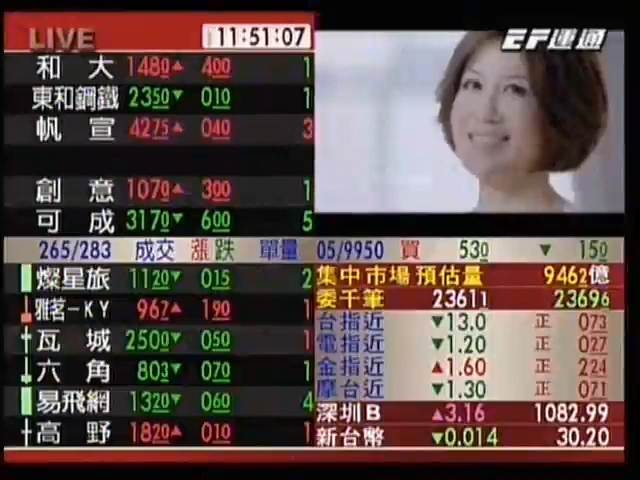 LIVE 11:51:07
EF運通
和大 1480▲ 400 1
東和鋼鐵 2350▼ 010 1
帆宣 4275▲ 040 3
創意 1070▲ 300 1
可成 3170▼ 600 5
265/283 成交 漲跌 單量
05/9950 買 530 ▼ 150
燦星旅 1120▼ 015 2
雅茗-KY 967▲ 190 1
瓦城 2500▼ 050 1
六角 803▼ 070 1
易飛網 1320▼ 060 4
高野 1820▲ 010 1
集中市場預估量 9462億
委千筆 23611 23696
台指近 ▼13.0 正 073
電指近 ▼1.20 正 027
金指近 ▲1.60 正 224
摩台近 ▼1.30 正 071
深圳B ▲3.16 1082.99
新台幣 ▼0.014 30.20